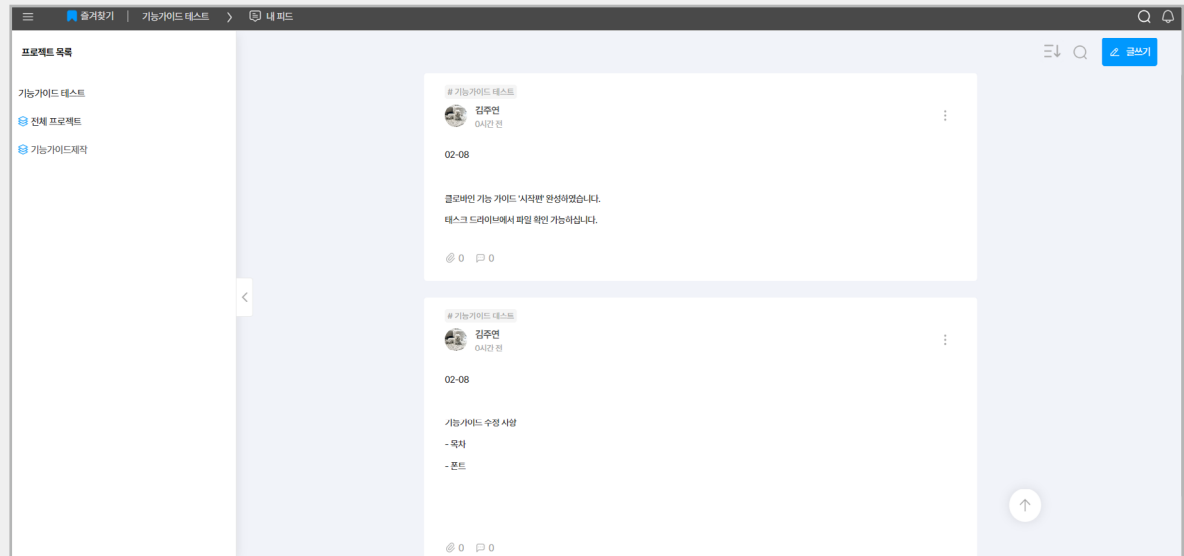 즐겨찾기 | 기능가이드 테스트 > 내 피드
프로젝트 목록
글쓰기
기능가이드 테스트
전체 프로젝트
기능가이드제작
# 기능가이드 테스트
김주연
0시간 전
02-08
클로바인 기능 가이드 '시작편' 완성하였습니다.
태스크 드라이브에서 파일 확인 가능하십니다.
0 0
# 기능가이드 테스트
김주연
0시간 전
02-08
기능가이드 수정 사항
- 목차
- 폰트
0 0